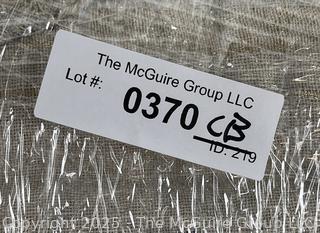 The McGuire Group LLC
Lot #:
0370 CB
ID: 219
Copyright 2025 - The McGuire Group LLC